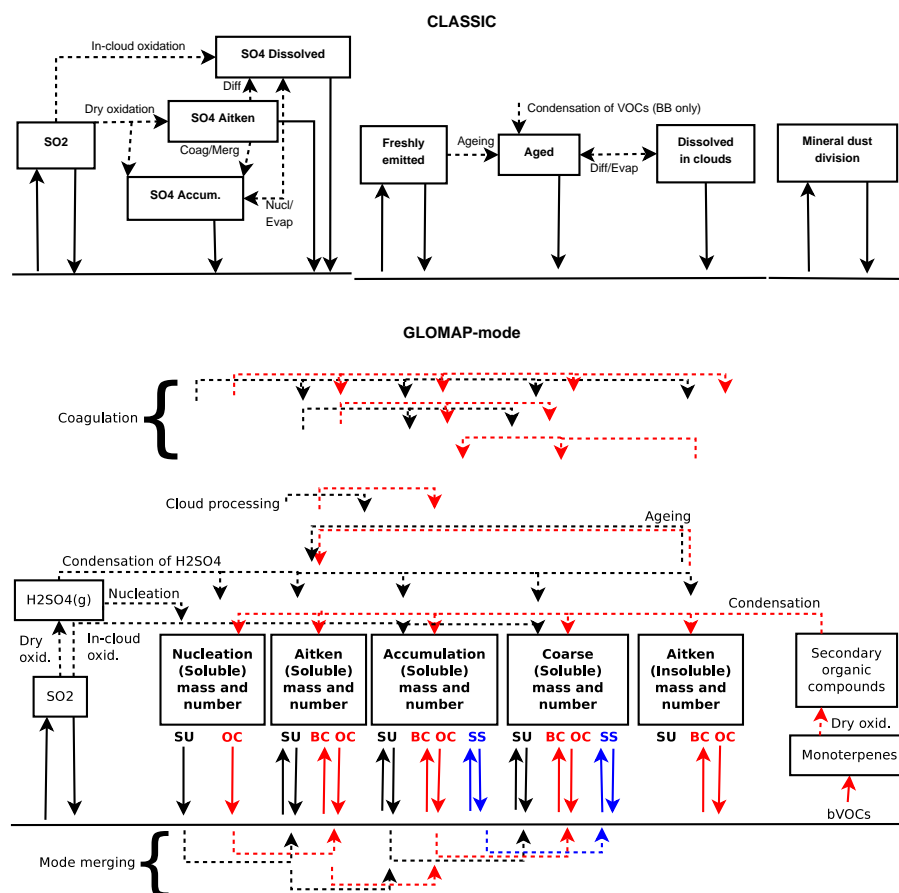 CLASSIC
In-cloud oxidation
SO4 Dissolved
Diff
Dry oxidation
SO4 Aitken
Condensation of VOCs (BB only)
SO2
Coag/Merg
Freshly
emitted
Ageing
Aged
Diff/Evap
Dissolved
in clouds
Mineral dust
division
SO4 Accum.
Nucl/
Evap
GLOMAP-mode
Coagulation
Cloud processing
Ageing
Condensation of H2SO4
H2SO4(g)
Nucleation
Condensation
Dry
oxid.
In-cloud
oxid.
Nucleation
(Soluble)
mass and
number
Aitken
(Soluble)
mass and
number
Accumulation
(Soluble)
mass and
number
Coarse
(Soluble)
mass and
number
Aitken
(Insoluble)
mass and
number
Secondary
organic
compounds
SO2
Dry oxid.
SU OC SU BC OC SU BC OC SS SU BC OC SS SU BC OC
Monoterpenes
bVOCs
Mode merging